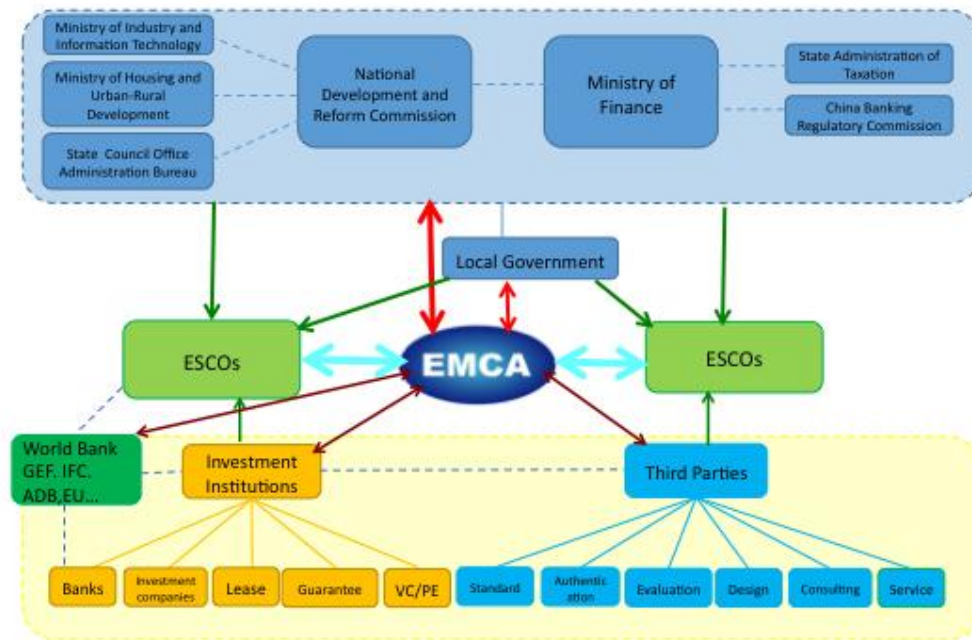 Ministry of Industry and
Information Technology
Ministry of Housing and
Urban-Rural
Development
State Council Office
Administration Bureau
National
Development and
Reform Commission
Ministry of
Finance
State Administration of
Taxation
China Banking
Regulatory Commission
Local Government
ESCOs
EMCA
ESCOs
World Bank
GEF. IFC.
ADB,EU...
Investment
Institutions
Third Parties
Banks
Investment
companies
Lease
Guarantee
VC/PE
Standard
Authentic
ation
Evaluation
Design
Consulting
Service